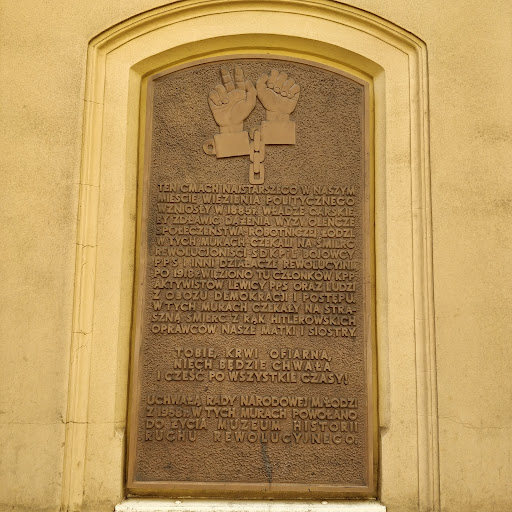 TEN GMACH NAJSTARSZEGO W NASZYM
MIEŚCIE WIĘZIENIA POLITYCZNEGO
WZNIOSŁY W 1885 R. WŁADZE CARSKIE
BY ZDŁAWIĆ DĄŻENIA WYZWOLEŃCZE
SPOŁECZEŃSTWA ROBOTNICZEJ ŁODZI
W TYCH MURACH CZEKALI NA ŚMIERĆ
REWOLUCJONIŚCI SDKPIL BOJOWCY
PPS I INNI DZIAŁACZE REWOLUCYJNI
PO 1918 R. WIĘZIONO TU CZŁONKÓW KPP,
AKTYWISTÓW LEWICY PPS ORAZ LUDZI
Z OBOZU DEMOKRACJI I POSTĘPU.
W TYCH MURACH CZEKAŁY NA STRA-
SZNĄ ŚMIERĆ Z RĄK HITLEROWSKICH
OPRAWCÓW NASZE MATKI I SIOSTRY.
TOBIE, KRWI OFIARNA,
NIECH BĘDZIE CHWAŁA
I CZEŚĆ PO WSZYSTKIE CZASY!
UCHWAŁĄ RADY NARODOWEJ M. ŁODZI
Z 1958 R. W TYCH MURACH POWOŁANO
DO ŻYCIA MUZEUM HISTORII
RUCHU REWOLUCYJNEGO.